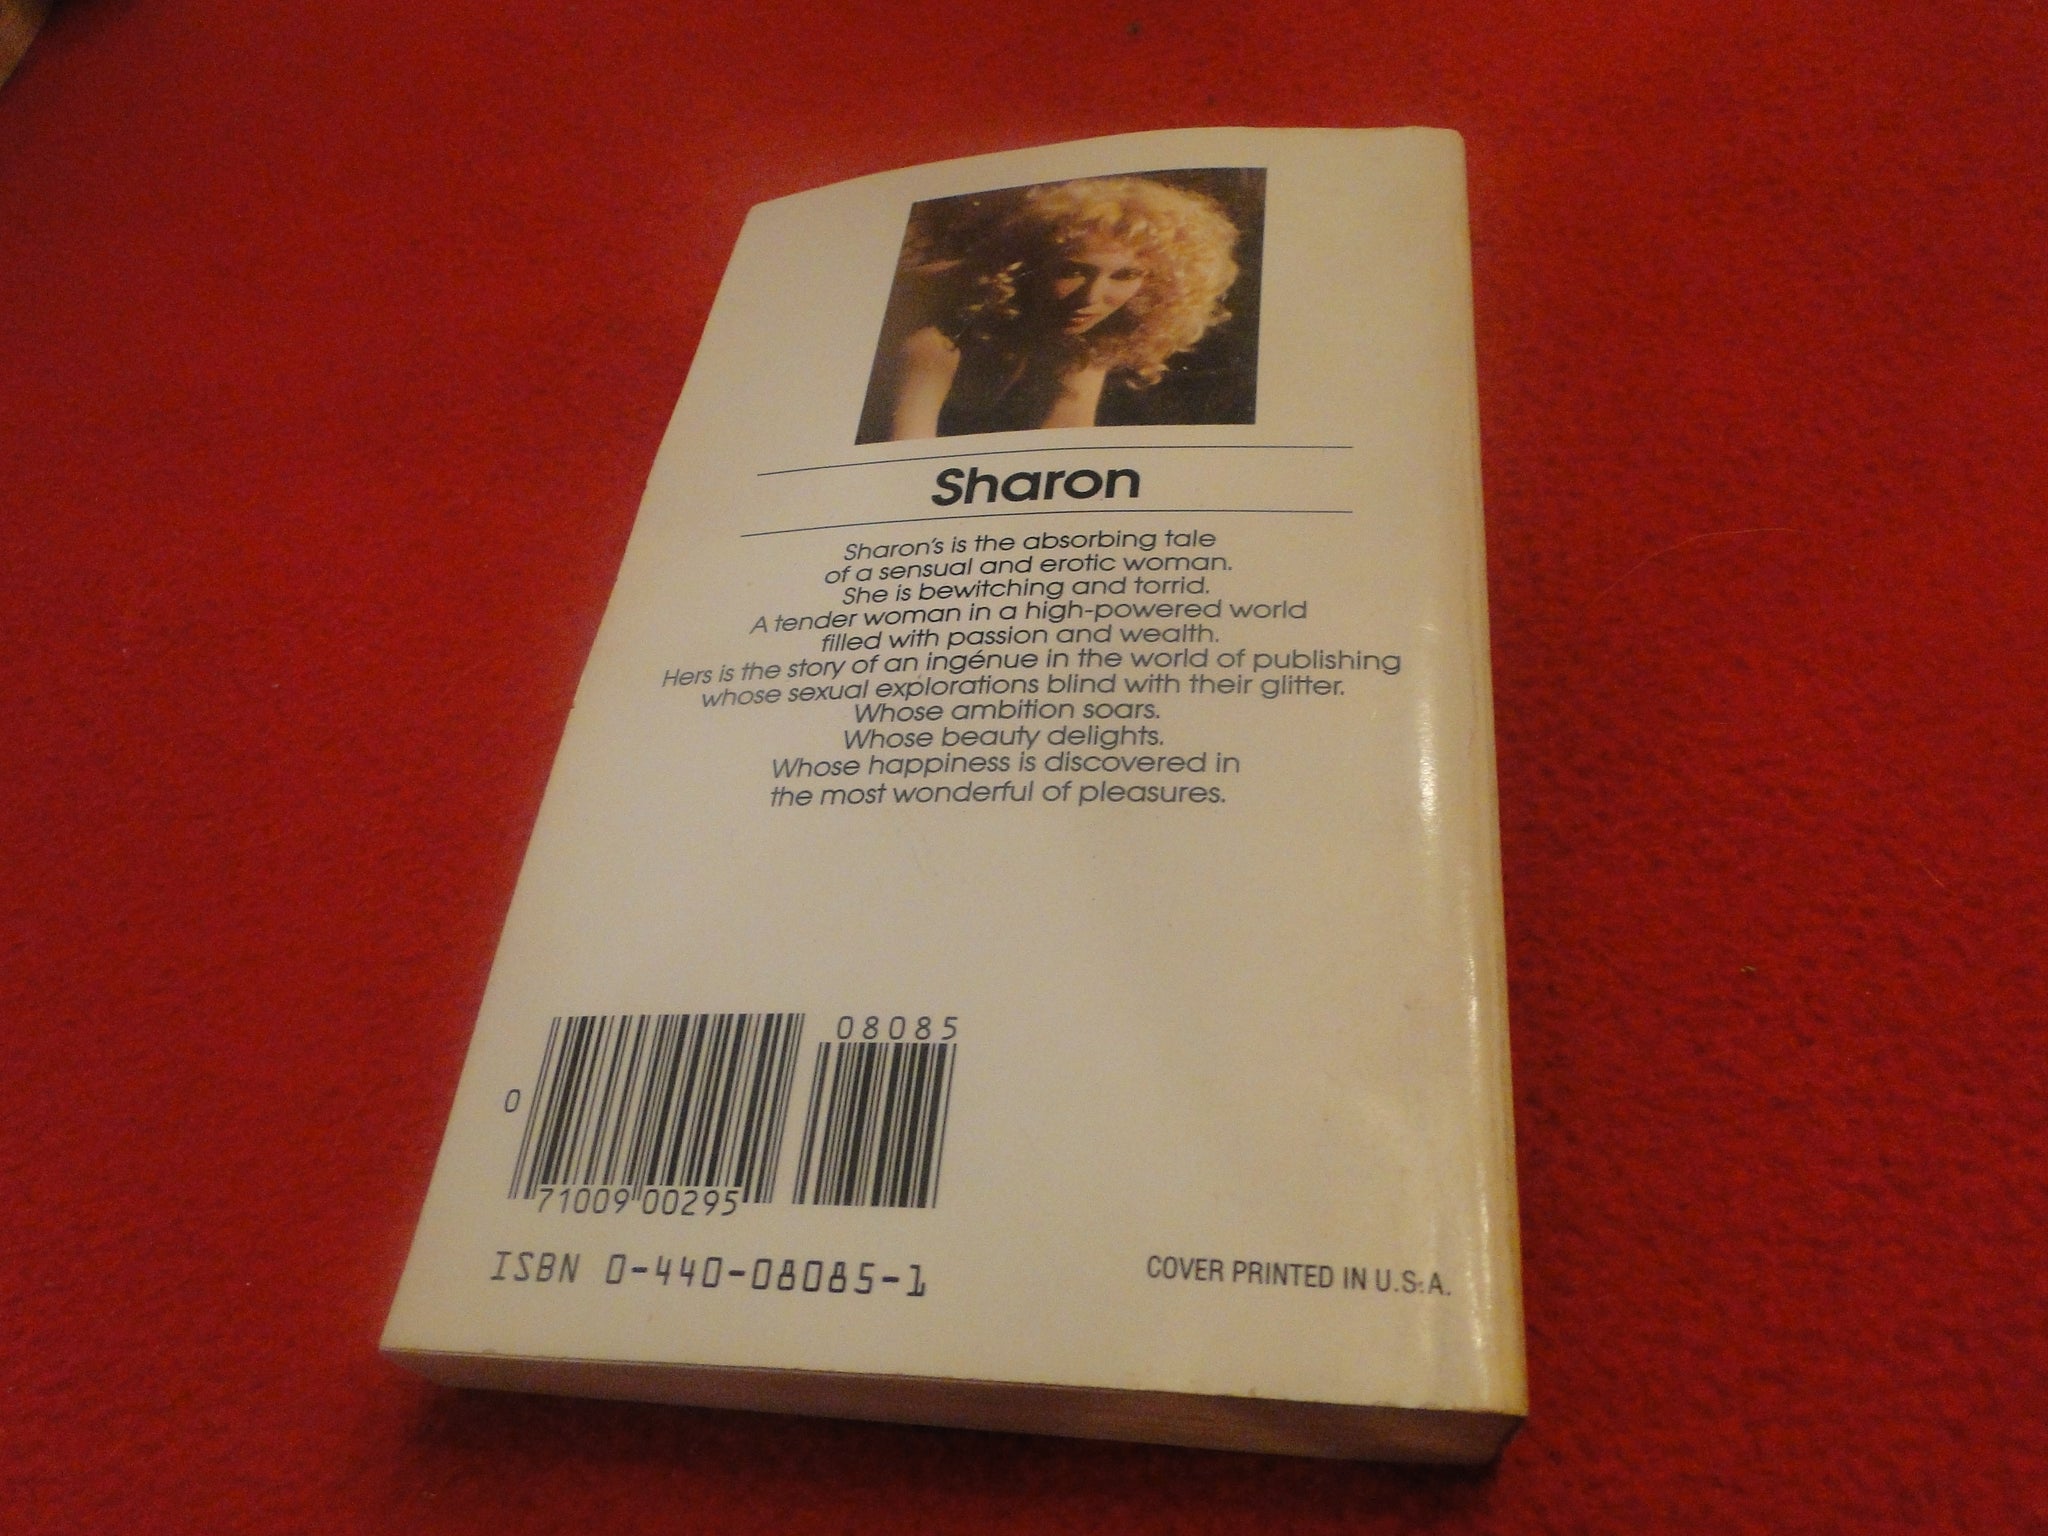 Sharon
Sharon's is the absorbing tale
of a sensual and erotic woman.
She is bewitching and torrid.
A tender woman in a high-powered world
filled with passion and wealth.
Hers is the story of an ingénue in the world of publishing
whose sexual explorations blind with their glitter.
Whose ambition soars.
Whose beauty delights.
Whose happiness is discovered in
the most wonderful of pleasures.
08085
0
71009 00295
ISBN 0-440-08085-1
COVER PRINTED IN U.S.A.